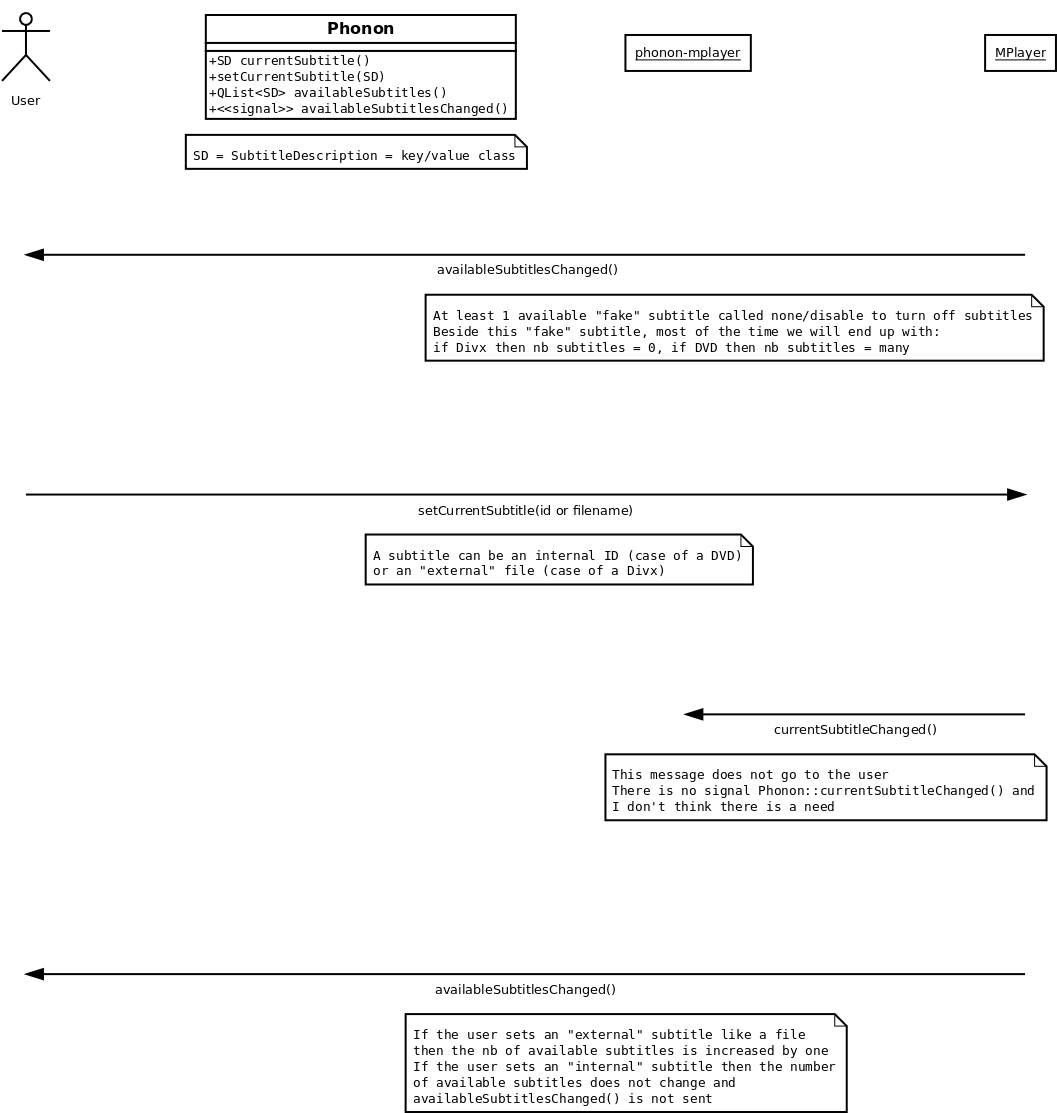 User
Phonon
+SD currentSubtitle()
+setCurrentSubtitle(SD)
+QList<SD> availableSubtitles()
+<<signal>> availableSubtitlesChanged()
phonon-mplayer
MPlayer
SD = SubtitleDescription = key/value class
availableSubtitlesChanged()
At least 1 available "fake" subtitle called none/disable to turn off subtitles
Beside this "fake" subtitle, most of the time we will end up with:
if Divx then nb subtitles = 0, if DVD then nb subtitles = many
setCurrentSubtitle(id or filename)
A subtitle can be an internal ID (case of a DVD)
or an "external" file (case of a Divx)
currentSubtitleChanged()
This message does not go to the user
There is no signal Phonon::currentSubtitleChanged() and
I don't think there is a need
availableSubtitlesChanged()
If the user sets an "external" subtitle like a file
then the nb of available subtitles is increased by one
If the user sets an "internal" subtitle then the number
of available subtitles does not change and
availableSubtitlesChanged() is not sent